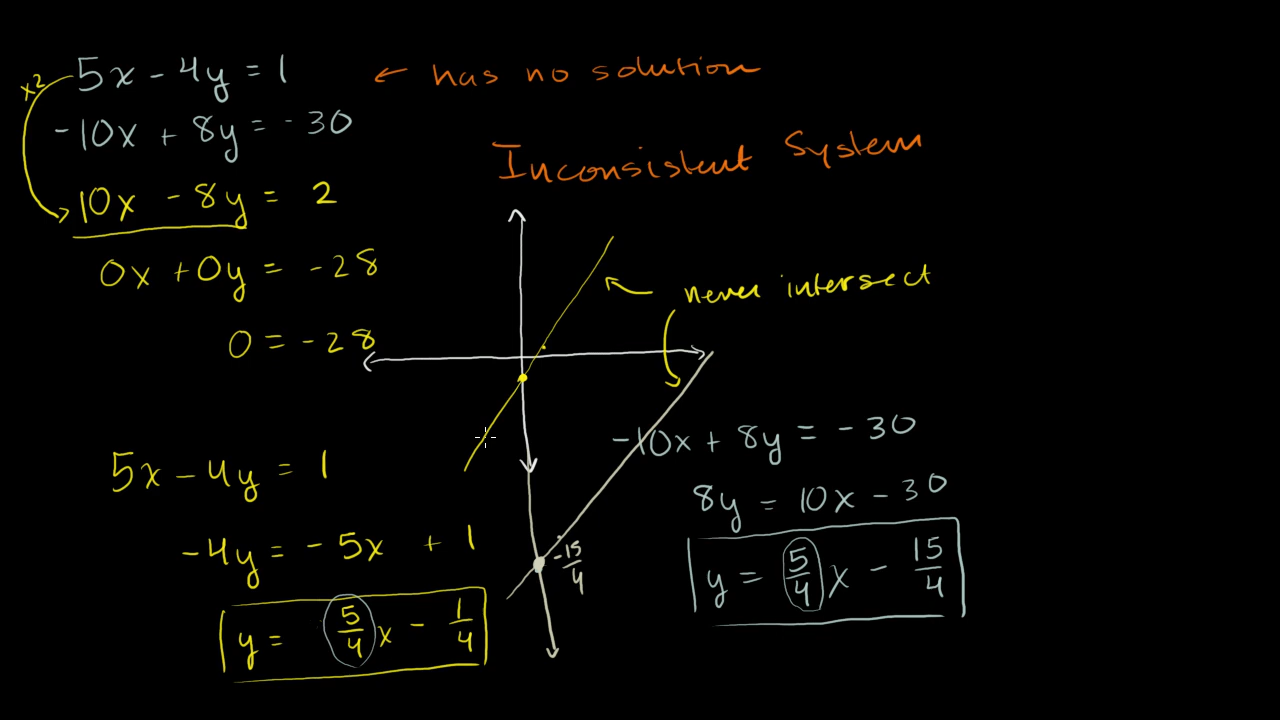 x2
5x - 4y = 1 ← has no solution
-10x + 8y = -30
Inconsistent System
10x - 8y = 2
0x + 0y = -28
never intersect
0 = -28
-10x + 8y = -30
5x - 4y = 1
8y = 10x - 30
-4y = -5x + 1
-15/4
y = 5/4 x - 15/4
y = 5/4 x - 1/4